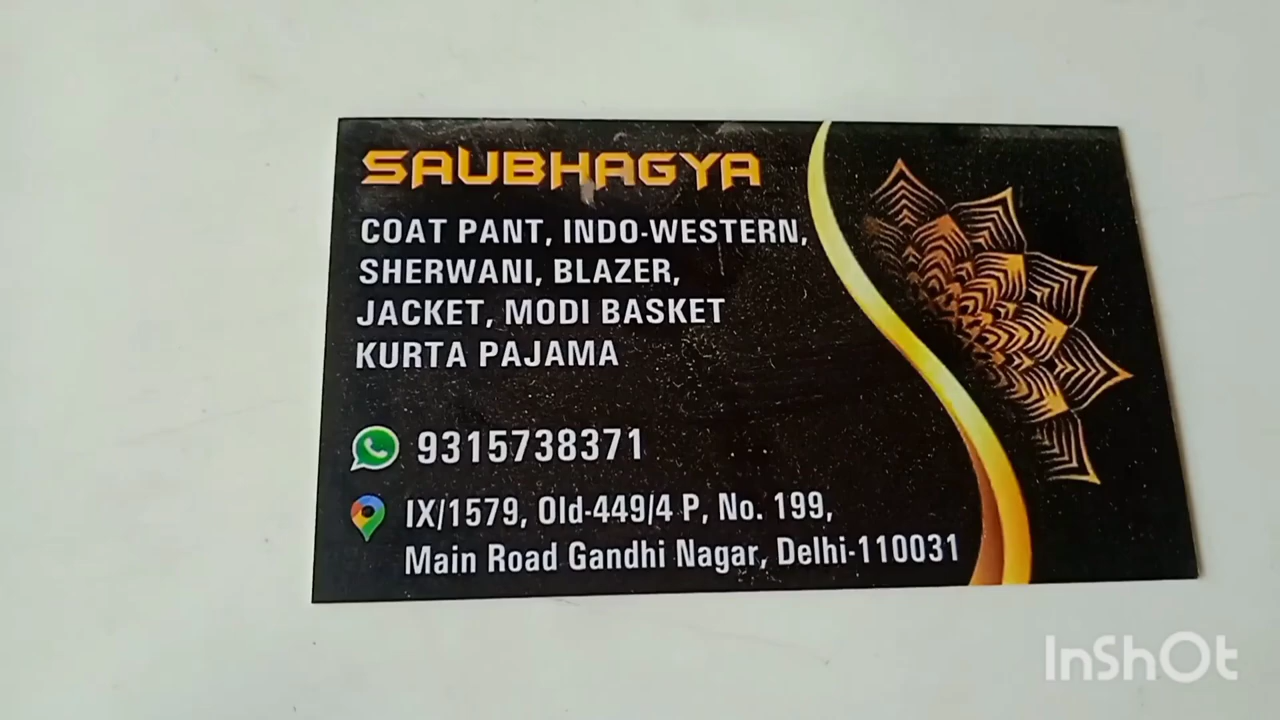 SAUBHAGYA
COAT PANT, INDO-WESTERN,
SHERWANI, BLAZER,
JACKET, MODI BASKET
KURTA PAJAMA
9315738371
IX/1579, Old-449/4 P, No. 199,
Main Road Gandhi Nagar, Delhi-110031
InShOt